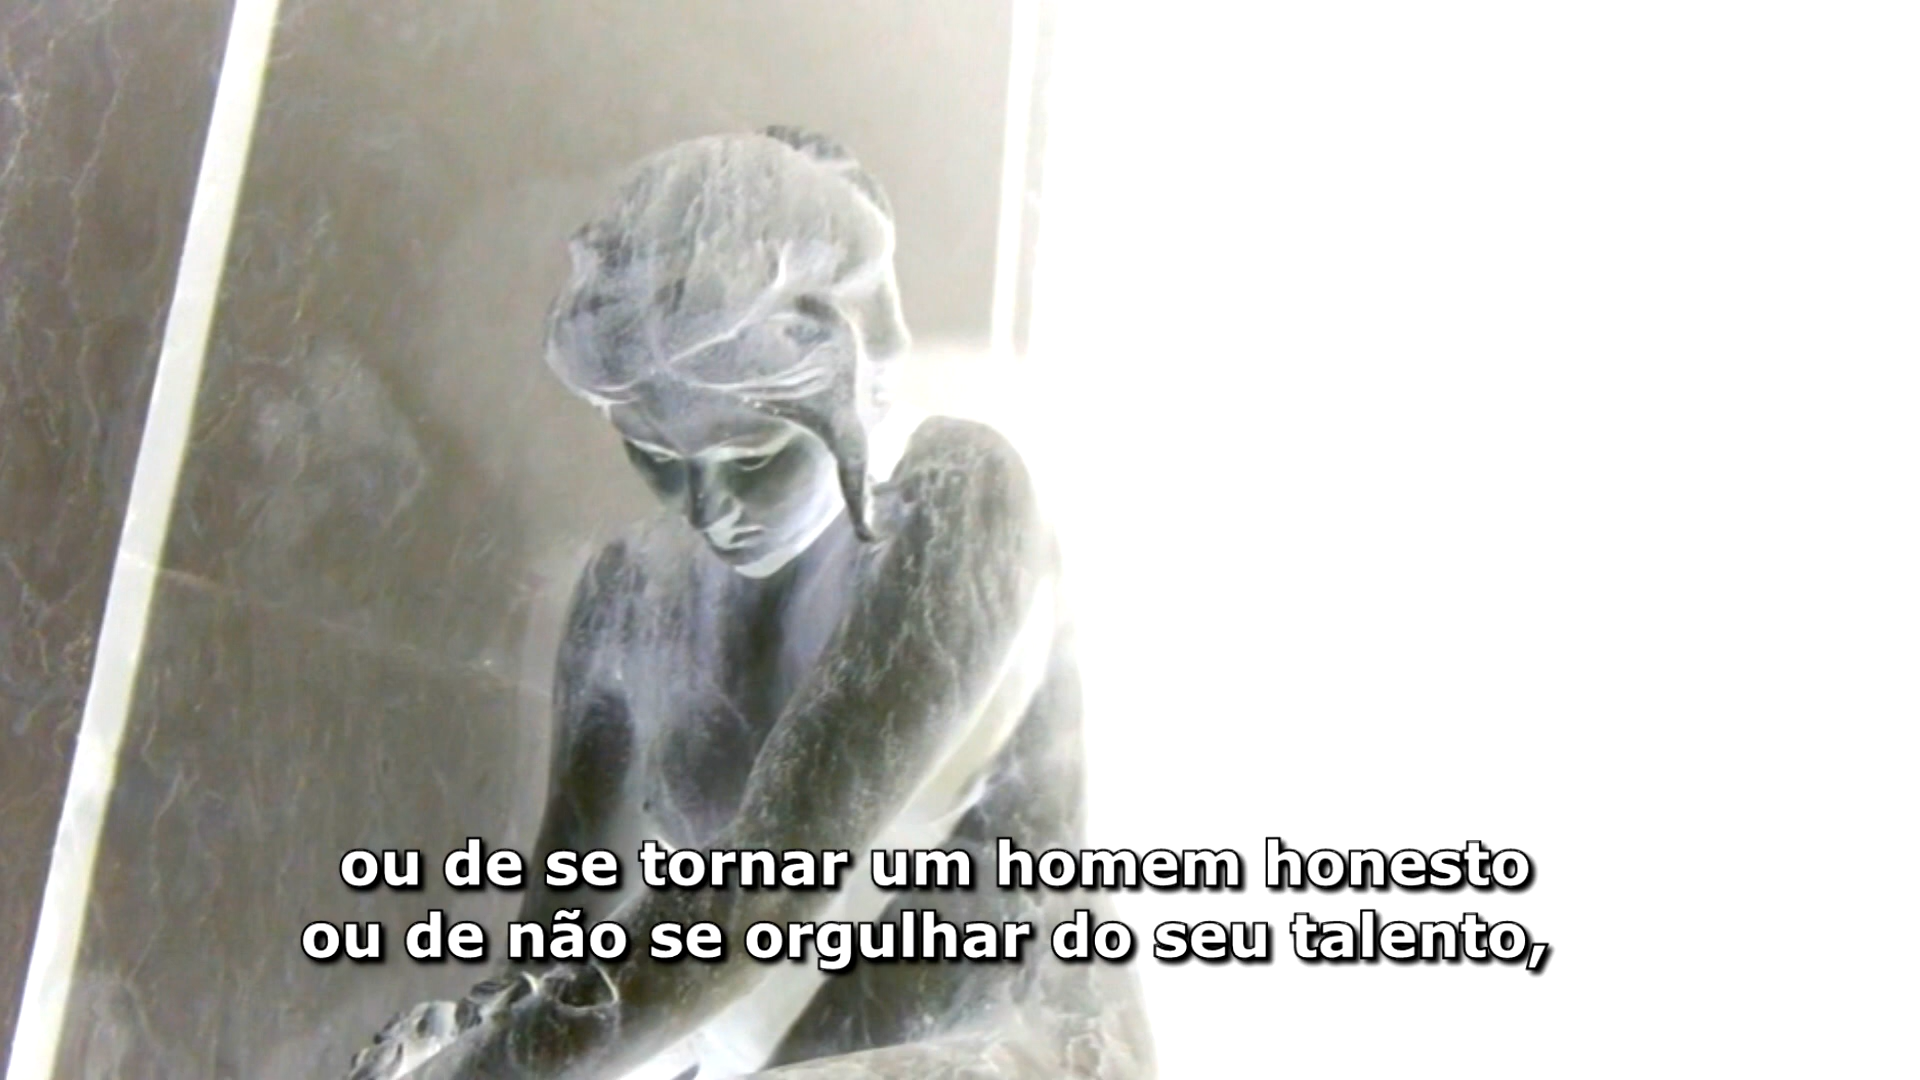 ou de se tornar um homem honesto
ou de não se orgulhar do seu talento,